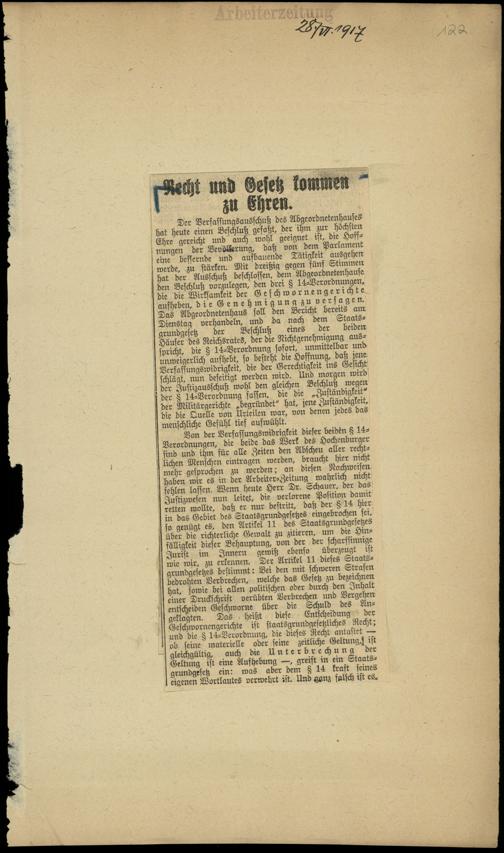 Arbeiterzeitung
28/VI. 1917
122
Recht und Gesetz kommen
zu Ehren.
Der Verfassungsausschuß des Abgeordnetenhauses
hat heute einen Beschluß gefaßt, der ihm zur höchsten
Ehre gereicht und auch wohl geeignet ist, die Hoff-
nungen der Bevölkerung, daß von dem Parlament
eine bessernde und aufbauende Tätigkeit ausgehen
werde, zu stärken. Mit dreißig gegen fünf Stimmen
hat der Ausschuß beschlossen, dem Abgeordnetenhause
den Beschluß vorzulegen, den drei § 14-Verordnungen,
die die Wirksamkeit der Geschwornengerichte
aufheben, die Genehmigung zu versagen.
Das Abgeordnetenhaus soll den Bericht bereits am
Dienstag verhandeln, und da nach dem Staats-
grundgesetz der Beschluß eines der beiden
Häuser des Reichsrates, der die Nichtgenehmigung aus-
spricht, die § 14-Verordnung sofort, unmittelbar und
unweigerlich aufhebt, so besteht die Hoffnung, daß jene
Verfassungswidrigkeit, die der Gerechtigkeit ins Gesicht
schlägt, nun beseitigt werden wird. Und morgen wird
der Justizausschuß wohl den gleichen Beschluß wegen
der § 14-Verordnung fassen, die die „Zuständigkeit"
der Militärgerichte „begründet" hat, jene Zuständigkeit,
die die Quelle von Urteilen war, von denen jedes das
menschliche Gefühl tief aufwühlt.
Von der Verfassungswidrigkeit dieser beiden § 14-
Verordnungen, die beide das Werk des Hochenburger
sind und ihm für alle Zeiten den Abscheu aller recht-
lichen Menschen eintragen werden, braucht hier nicht
mehr gesprochen zu werden; an diesen Nachweisen
haben wir es in der Arbeiter-Zeitung wahrlich nicht
fehlen lassen. Wenn heute Herr Dr. Schauer, der das
Justizwesen nun leitet, die verlorene Position damit
retten wollte, daß er nur bestritt, daß der § 14 hier
in das Gebiet des Staatsgrundgesetzes eingebrochen sei,
so genügt es, den Artikel 11 des Staatsgrundgesetzes
über die richterliche Gewalt zu zitieren, um die Hin-
fälligkeit dieser Behauptung, von der der scharfsinnige
Jurist im Innern gewiß ebenso überzeugt ist
wie wir, zu erkennen. Der Artikel 11 dieses Staats-
grundgesetzes bestimmt: Bei den mit schweren Strafen
bedrohten Verbrechen, welche das Gesetz zu bezeichnen
hat, sowie bei allen politischen oder durch den Inhalt
einer Druckschrift verübten Verbrechen und Vergehen
entscheiden Geschworne über die Schuld des An-
geklagten. Das heißt diese Entscheidung der
Geschwornengerichte ist staatsgrundgesetzliches Recht;
und die § 14-Verordnung, die dieses Recht antastet —
ob seine materielle oder seine zeitliche Geltung, ist
gleichgültig, auch die Unterbrechung der
Geltung ist eine Aufhebung —, greift in ein Staats-
grundgesetz ein: was aber dem § 14 kraft seines
eigenen Wortlautes verwehrt ist. Und ganz falsch ist es,